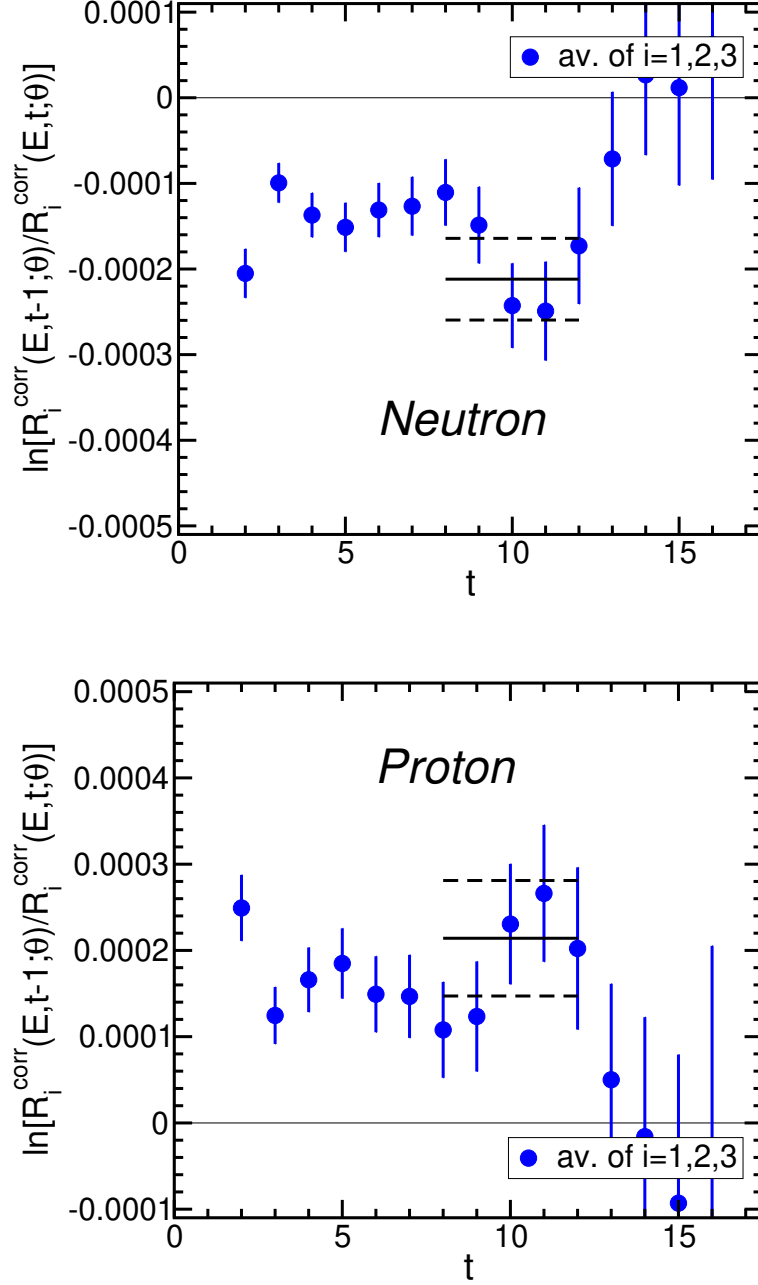 0.0001
av. of i=1,2,3
0
-0.0001
-0.0002
-0.0003
-0.0004
-0.0005
ln[R_i^corr(E,t-1;θ)/R_i^corr(E,t;θ)]
Neutron
0 5 10 15
t
0.0005
Proton
0.0004
0.0003
0.0002
0.0001
0
-0.0001
ln[R_i^corr(E,t-1;θ)/R_i^corr(E,t;θ)]
av. of i=1,2,3
0 5 10 15
t